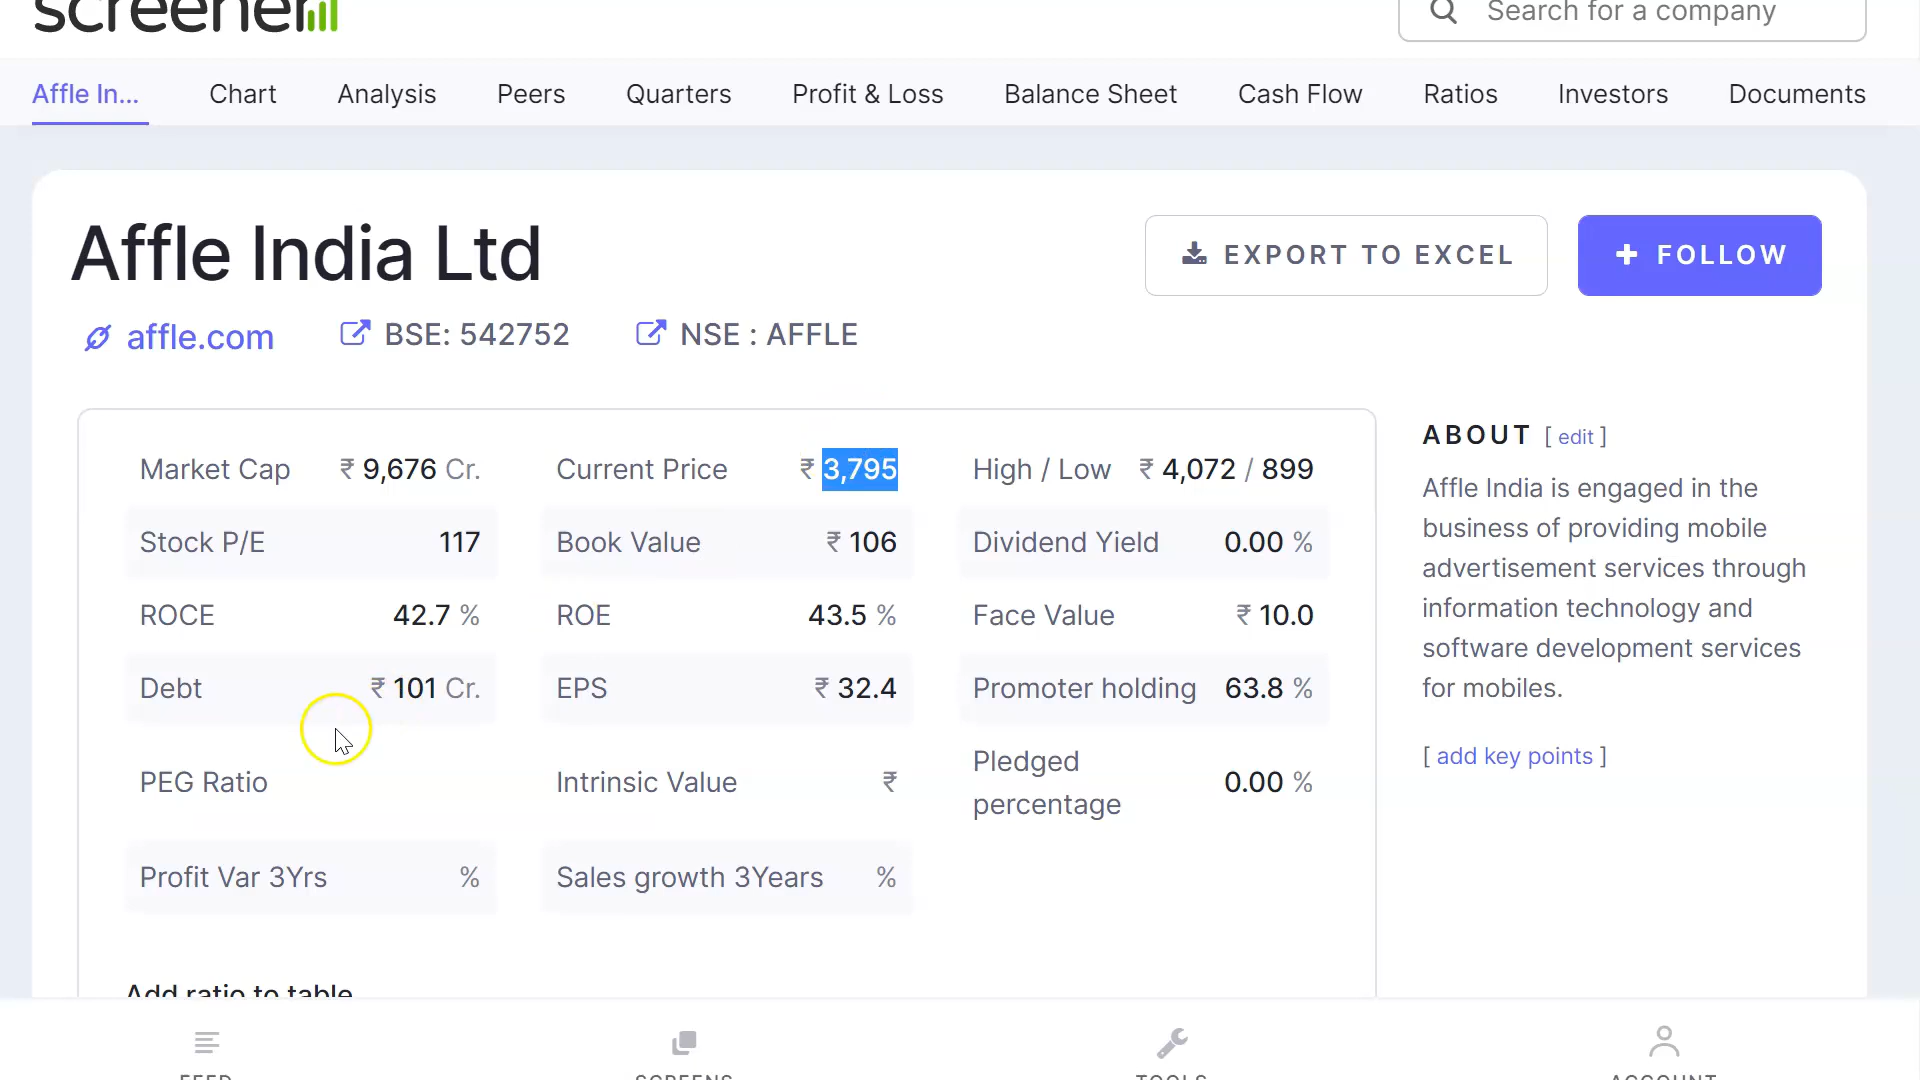 screener
Search for a company
Affle In...
Chart
Analysis
Peers
Quarters
Profit & Loss
Balance Sheet
Cash Flow
Ratios
Investors
Documents
Affle India Ltd
EXPORT TO EXCEL
+ FOLLOW
affle.com
BSE: 542752
NSE : AFFLE
Market Cap ₹ 9,676 Cr.
Current Price ₹ 3,795
High / Low ₹ 4,072 / 899
Stock P/E 117
Book Value ₹ 106
Dividend Yield 0.00 %
ROCE 42.7 %
ROE 43.5 %
Face Value ₹ 10.0
Debt ₹ 101 Cr.
EPS ₹ 32.4
Promoter holding 63.8 %
PEG Ratio
Intrinsic Value ₹
Pledged
percentage 0.00 %
Profit Var 3Yrs %
Sales growth 3Years %
Add ratio to table
ABOUT [ edit ]
Affle India is engaged in the
business of providing mobile
advertisement services through
information technology and
software development services
for mobiles.
[ add key points ]
FEED
SCREENS
TOOLS
ACCOUNT